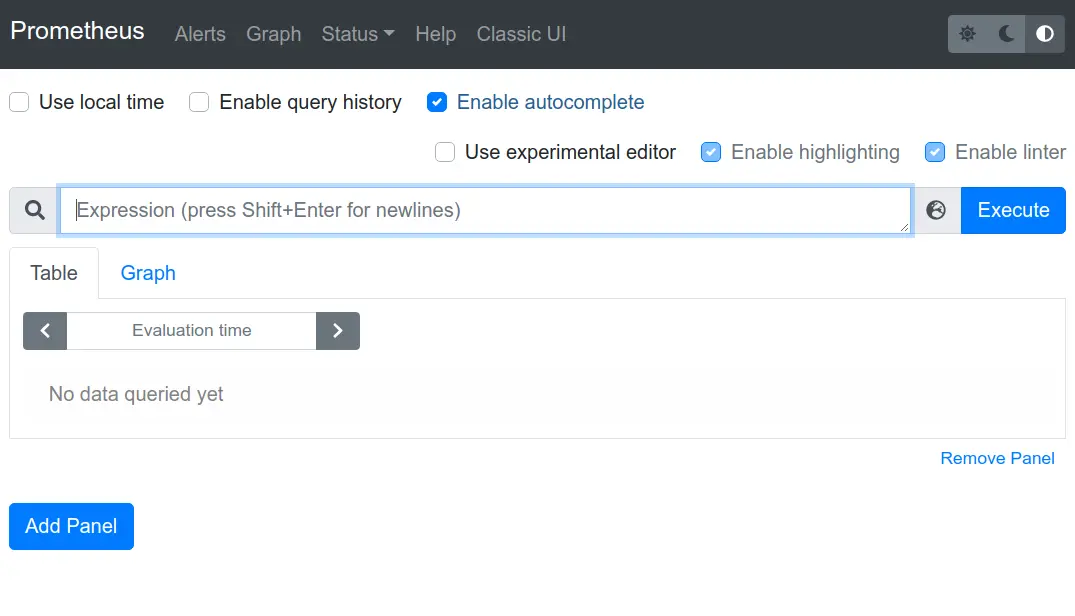 Prometheus Alerts Graph Status Help Classic UI
Use local time Enable query history Enable autocomplete
Use experimental editor Enable highlighting Enable linter
Expression (press Shift+Enter for newlines) Execute
Table Graph
Evaluation time
No data queried yet
Remove Panel
Add Panel